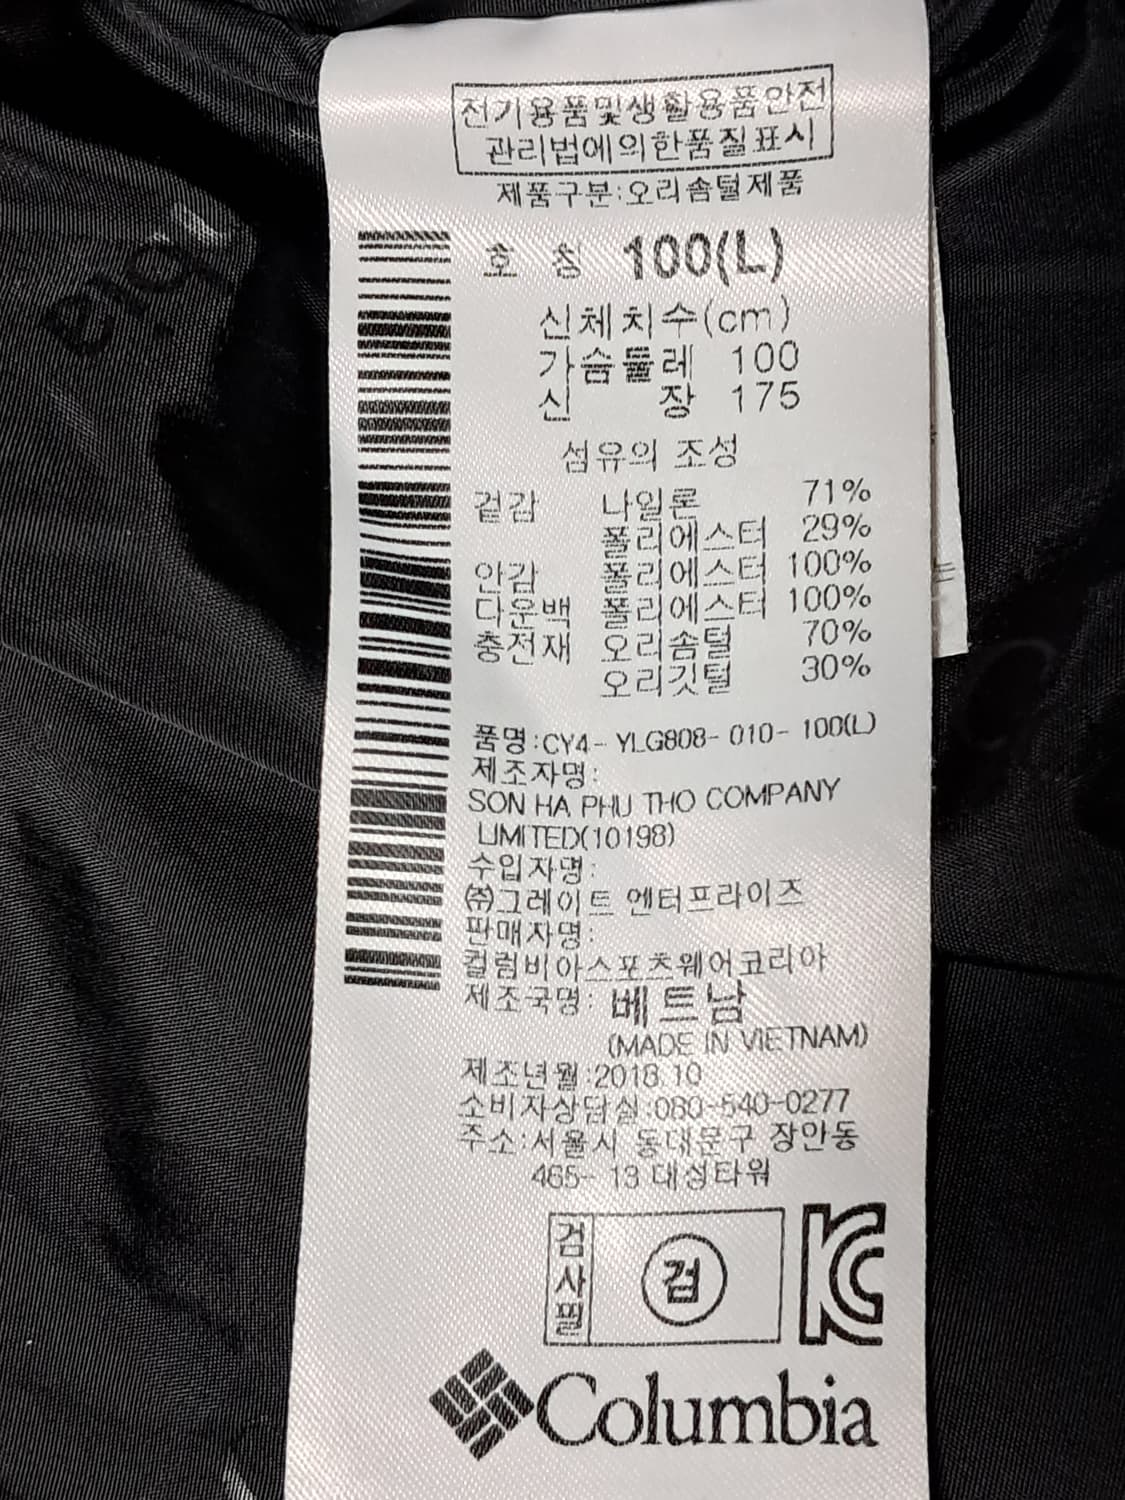 전기용품및생활용품안전
관리법에의한품질표시
제품구분:오리솜털제품
호 칭 100(L)
신체치수(cm)
가슴둘레 100
신 장 175
섬유의 조성
겉감 나일론 71%
폴리에스터 29%
안감 폴리에스터 100%
다운백 폴리에스터 100%
충전재 오리솜털 70%
오리깃털 30%
품명:CY4-YLG808-010-100(L)
제조자명:
SON HA PHU THO COMPANY
LIMITED(10198)
수입자명:
㈜그레이트 엔터프라이즈
판매자명:
컬럼비아스포츠웨어코리아
제조국명: 베트남
(MADE IN VIETNAM)
제조년월:2018.10
소비자상담실:080-540-0277
주소:서울시 동대문구 장안동
465-13 대성타워
검사필 검 KC
Columbia